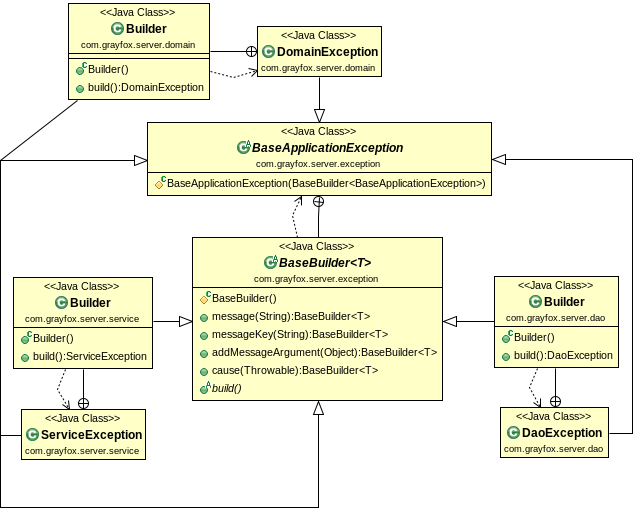 <<Java Class>>
Builder
com.grayfox.server.domain
Builder()
build():DomainException
<<Java Class>>
DomainException
com.grayfox.server.domain
<<Java Class>>
BaseApplicationException
com.grayfox.server.exception
BaseApplicationException(BaseBuilder<BaseApplicationException>)
<<Java Class>>
BaseBuilder<T>
com.grayfox.server.exception
BaseBuilder()
message(String):BaseBuilder<T>
messageKey(String):BaseBuilder<T>
addMessageArgument(Object):BaseBuilder<T>
cause(Throwable):BaseBuilder<T>
build()
<<Java Class>>
Builder
com.grayfox.server.service
Builder()
build():ServiceException
<<Java Class>>
Builder
com.grayfox.server.dao
Builder()
build():DaoException
<<Java Class>>
ServiceException
com.grayfox.server.service
<<Java Class>>
DaoException
com.grayfox.server.dao